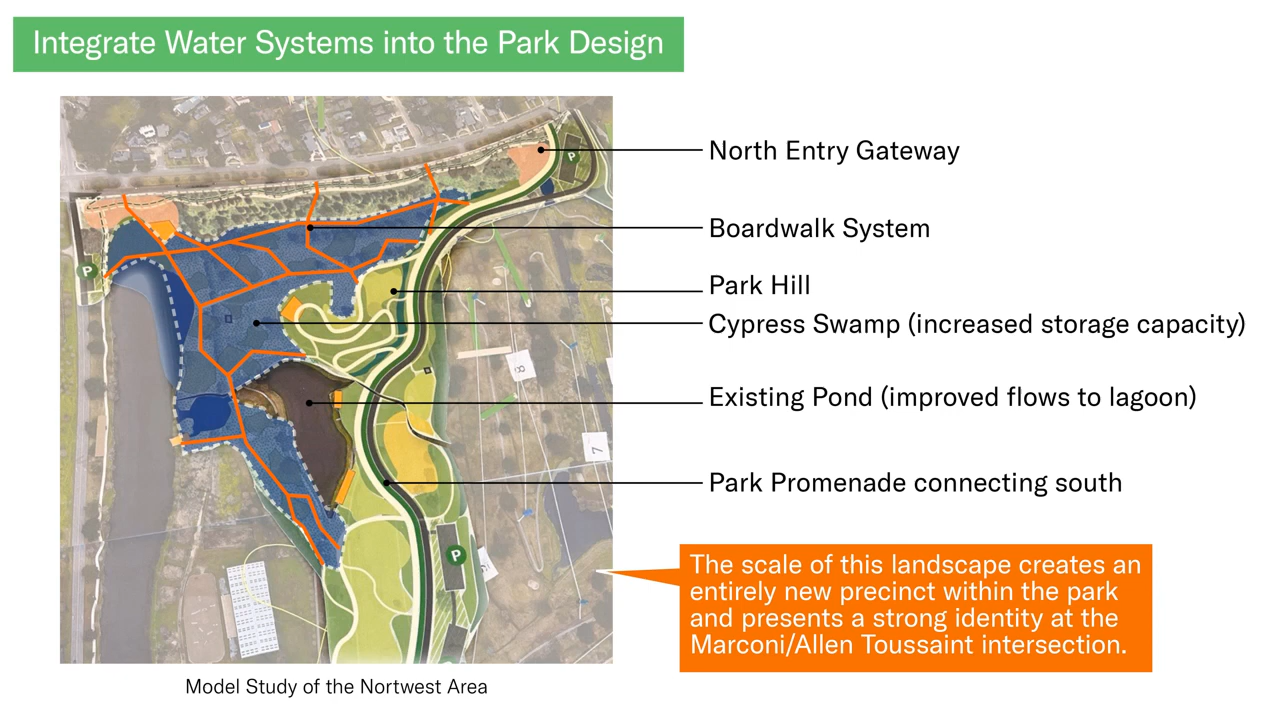 Integrate Water Systems into the Park Design
North Entry Gateway
P
Boardwalk System
P
Park Hill
Cypress Swamp (increased storage capacity)
8
Existing Pond (improved flows to lagoon)
7
Park Promenade connecting south
P
The scale of this landscape creates an
entirely new precinct within the park
and presents a strong identity at the
Marconi/Allen Toussaint intersection.
Model Study of the Nortwest Area